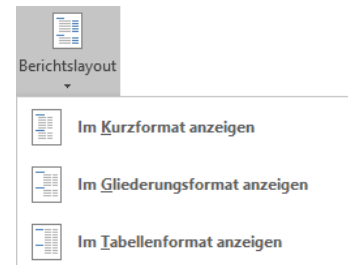 Berichtslayout
Im Kurzformat anzeigen
Im Gliederungsformat anzeigen
Im Tabellenformat anzeigen